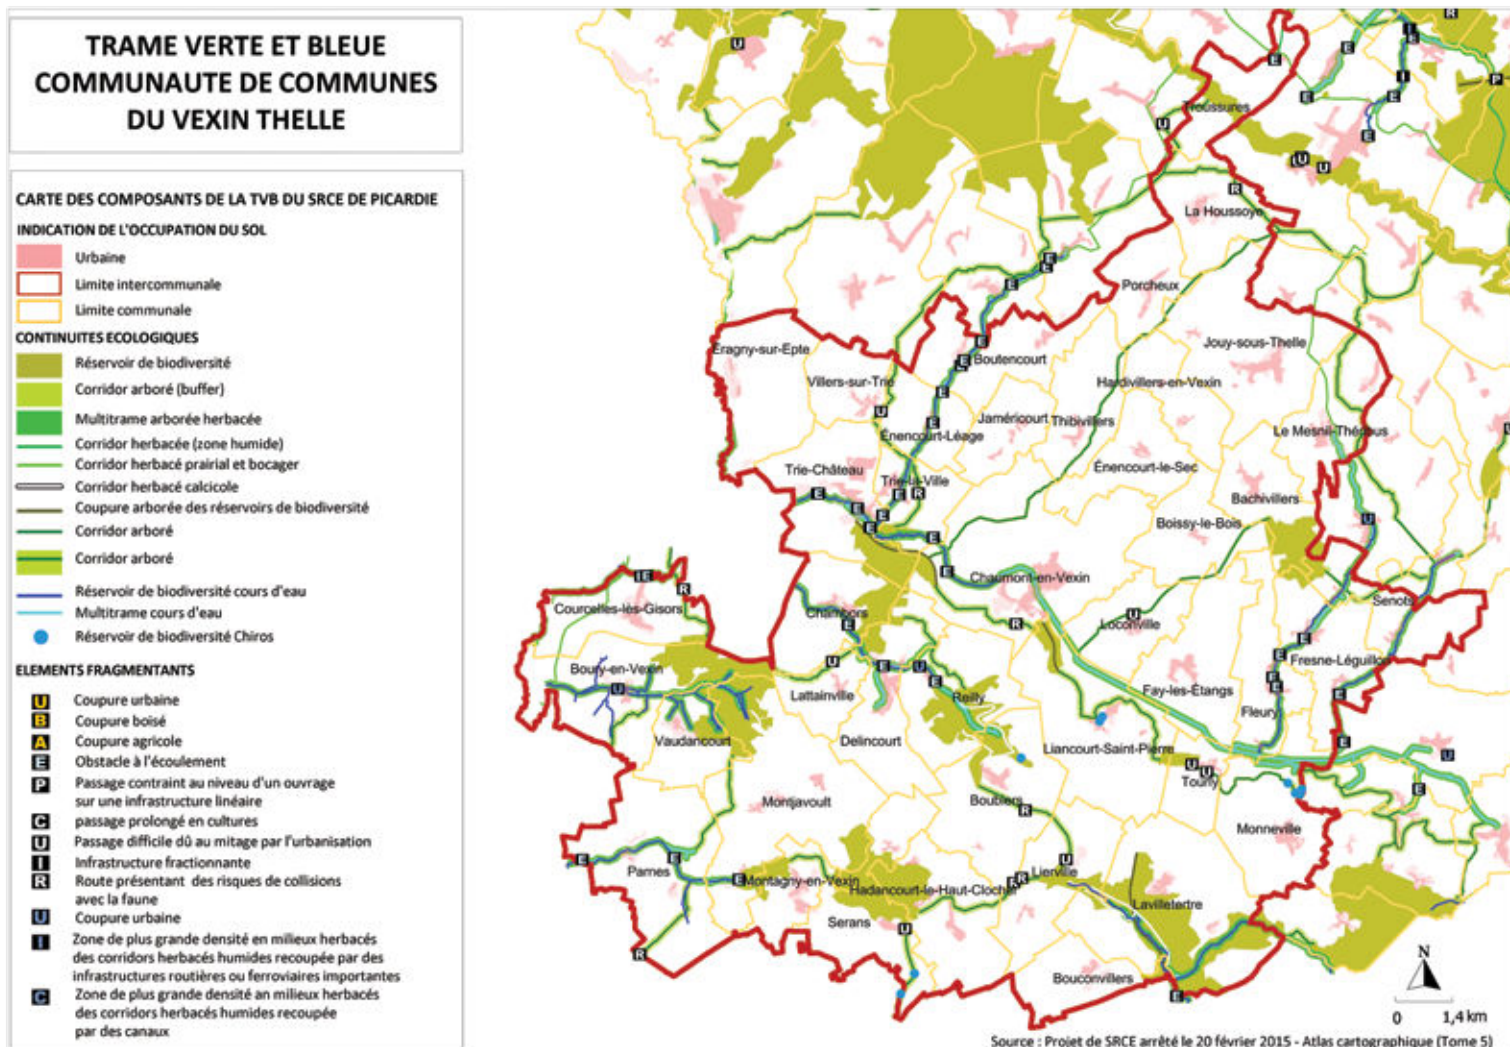 TRAME VERTE ET BLEUE
COMMUNAUTE DE COMMUNES
DU VEXIN THELLE
CARTE DES COMPOSANTS DE LA TVB DU SRCE DE PICARDIE
INDICATION DE L'OCCUPATION DU SOL
Urbaine
Limite intercommunale
Limite communale
CONTINUITES ECOLOGIQUES
Réservoir de biodiversité
Corridor arboré (buffer)
Multitrame arborée herbacée
Corridor herbacée (zone humide)
Corridor herbacé prairial et bocager
Corridor herbacé calcicole
Coupure arborée des réservoirs de biodiversité
Corridor arboré
Corridor arboré
Réservoir de biodiversité cours d'eau
Multitrame cours d'eau
Réservoir de biodiversité Chiros
ELEMENTS FRAGMENTANTS
U Coupure urbaine
B Coupure boisé
A Coupure agricole
E Obstacle à l'écoulement
P Passage contraint au niveau d'un ouvrage
sur une infrastructure linéaire
C passage prolongé en cultures
U Passage difficile dû au mitage par l'urbanisation
I Infrastructure fractionnante
R Route présentant des risques de collisions
avec la faune
U Coupure urbaine
I Zone de plus grande densité en milieux herbacés
des corridors herbacés humides recoupée par des
infrastructures routières ou ferroviaires importantes
C Zone de plus grande densité an milieux herbacés
des corridors herbacés humides recoupée
par des canaux
Troussures
La Houssoye
Porcheux
Eragny-sur-Epte
Boutencourt
Jouy-sous-Thelle
Villers-sur-Trie
Hardivillers-en-Vexin
Jaméricourt
Thibivillers
Énencourt-Léage
Le Mesnil-Théribus
Trie-Château
Énencourt-le-Sec
Trie-la-Ville
Bachivillers
Boissy-le-Bois
Chaumont-en-Vexin
Courcelles-lès-Gisors
Chambors
Loconville
Senots
Boury-en-Vexin
Fresne-Léguillon
Lattainville
Reilly
Fay-les-Étangs
Fleury
Vaudancourt
Delincourt
Liancourt-Saint-Pierre
Tourly
Montjavoult
Boubiers
Monneville
Parnes
Montagny-en-Vexin
Hadancourt-le-Haut-Clocher
Lierville
Lavilletertre
Serans
Bouconvillers
N
0 1,4 km
Source : Projet de SRCE arrêté le 20 février 2015 - Atlas cartographique (Tome 5)